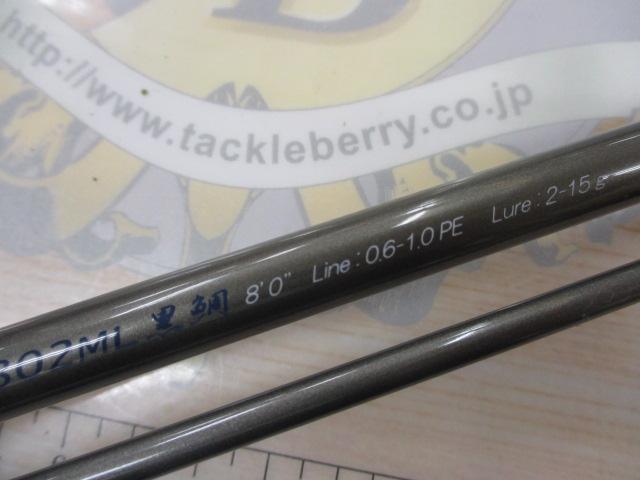 http://www.tackleberry.co.jp
802ML 黒鯛 8'0" Line : 0.6-1.0 PE Lure : 2-15g